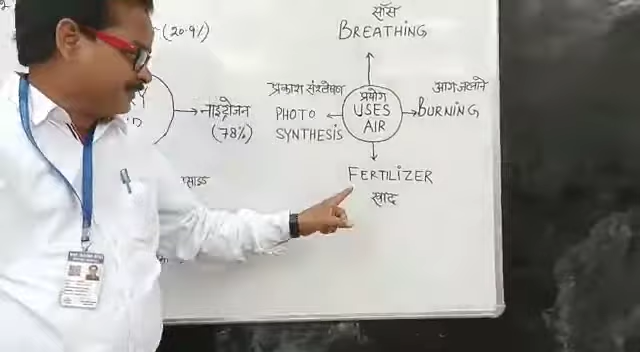 (20.9%)
साँस
BREATHING
प्रकाश संश्लेषण
PHOTO
SYNTHESIS
प्रयोग
USES
AIR
आग जलाने
BURNING
नाइट्रोजन
(78%)
FERTILIZER
खाद